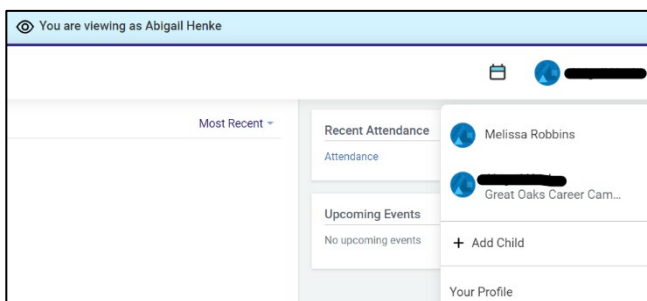 You are viewing as Abigail Henke
Most Recent
Recent Attendance
Attendance
Upcoming Events
No upcoming events
Melissa Robbins
Great Oaks Career Cam...
+ Add Child
Your Profile